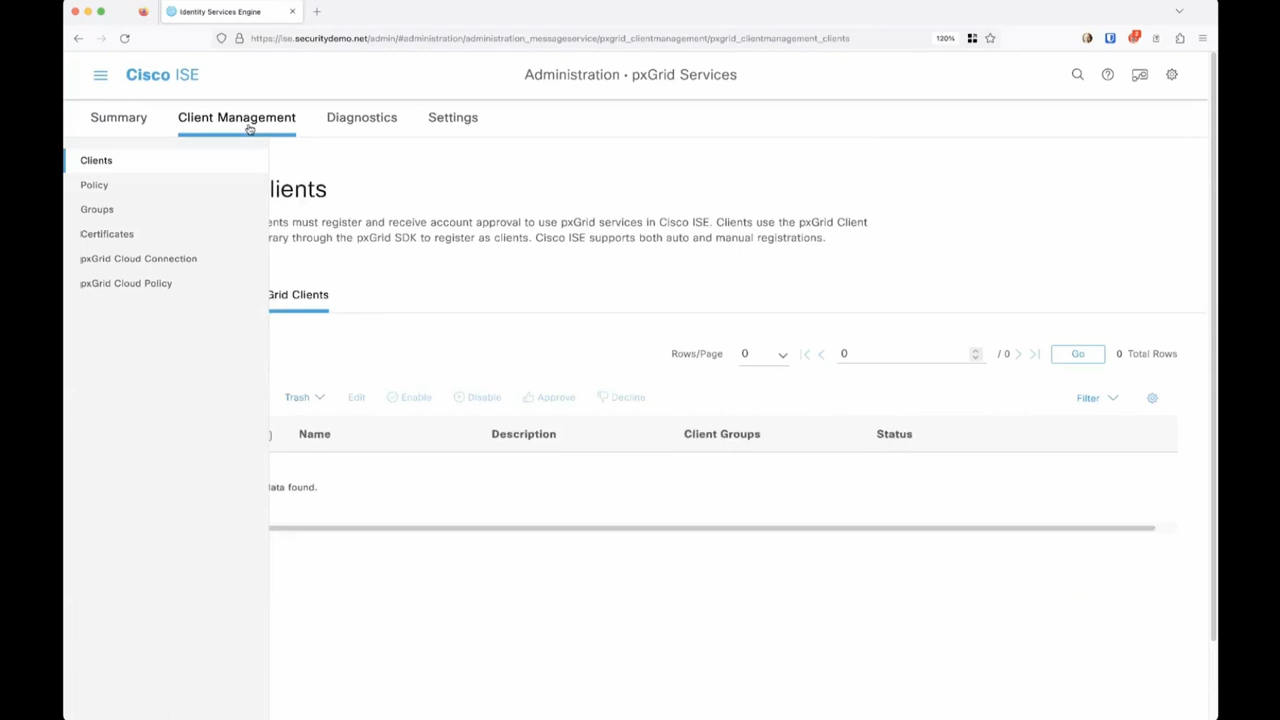 Identity Services Engine
https://ise.securitydemo.net/admin/#administration/administration_messageservice/pxgrid_clientmanagement/pxgrid_clientmanagement_clients
120%
Cisco ISE
Administration · pxGrid Services
Summary
Client Management
Diagnostics
Settings
Clients
Policy
Groups
Certificates
pxGrid Cloud Connection
pxGrid Cloud Policy
lients
ents must register and receive account approval to use pxGrid services in Cisco ISE. Clients use the pxGrid Client
rary through the pxGrid SDK to register as clients. Cisco ISE supports both auto and manual registrations.
Grid Clients
Rows/Page 0 0 / 0 Go 0 Total Rows
Trash Edit Enable Disable Approve Decline Filter
Name Description Client Groups Status
ata found.